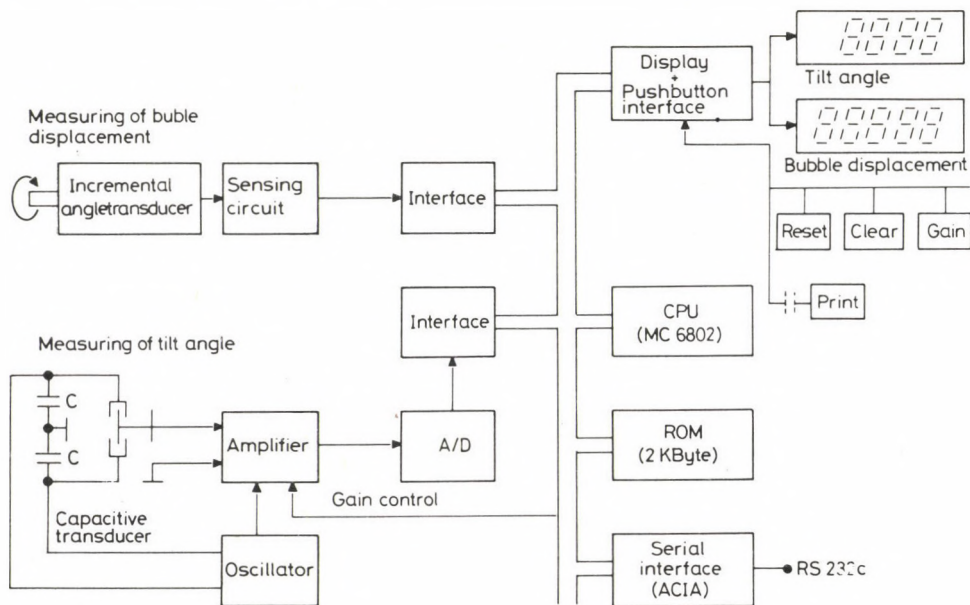 Measuring of buble
displacement
Incremental
angletransducer
Sensing
circuit
Interface
Display
+
Pushbutton
interface
Tilt angle
Bubble displacement
Reset
Clear
Gain
Print
Interface
CPU
(MC 6802)
Measuring of tilt angle
C
C
Amplifier
A/D
ROM
(2 KByte)
Gain control
Capacitive
transducer
Oscillator
Serial
interface
(ACIA)
RS 232c